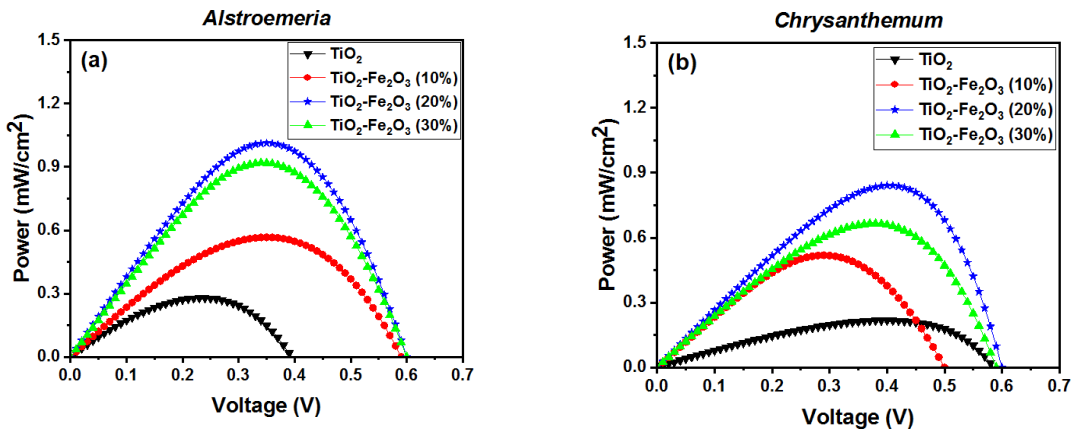 Alstroemeria
(a)
TiO2
TiO2-Fe2O3 (10%)
TiO2-Fe2O3 (20%)
TiO2-Fe2O3 (30%)
Power (mW/cm2)
1.5
1.2
0.9
0.6
0.3
0.0
0.0 0.1 0.2 0.3 0.4 0.5 0.6 0.7
Voltage (V)
Chrysanthemum
(b)
TiO2
TiO2-Fe2O3 (10%)
TiO2-Fe2O3 (20%)
TiO2-Fe2O3 (30%)
Power (mW/cm2)
1.5
1.2
0.9
0.6
0.3
0.0
0.0 0.1 0.2 0.3 0.4 0.5 0.6 0.7
Voltage (V)